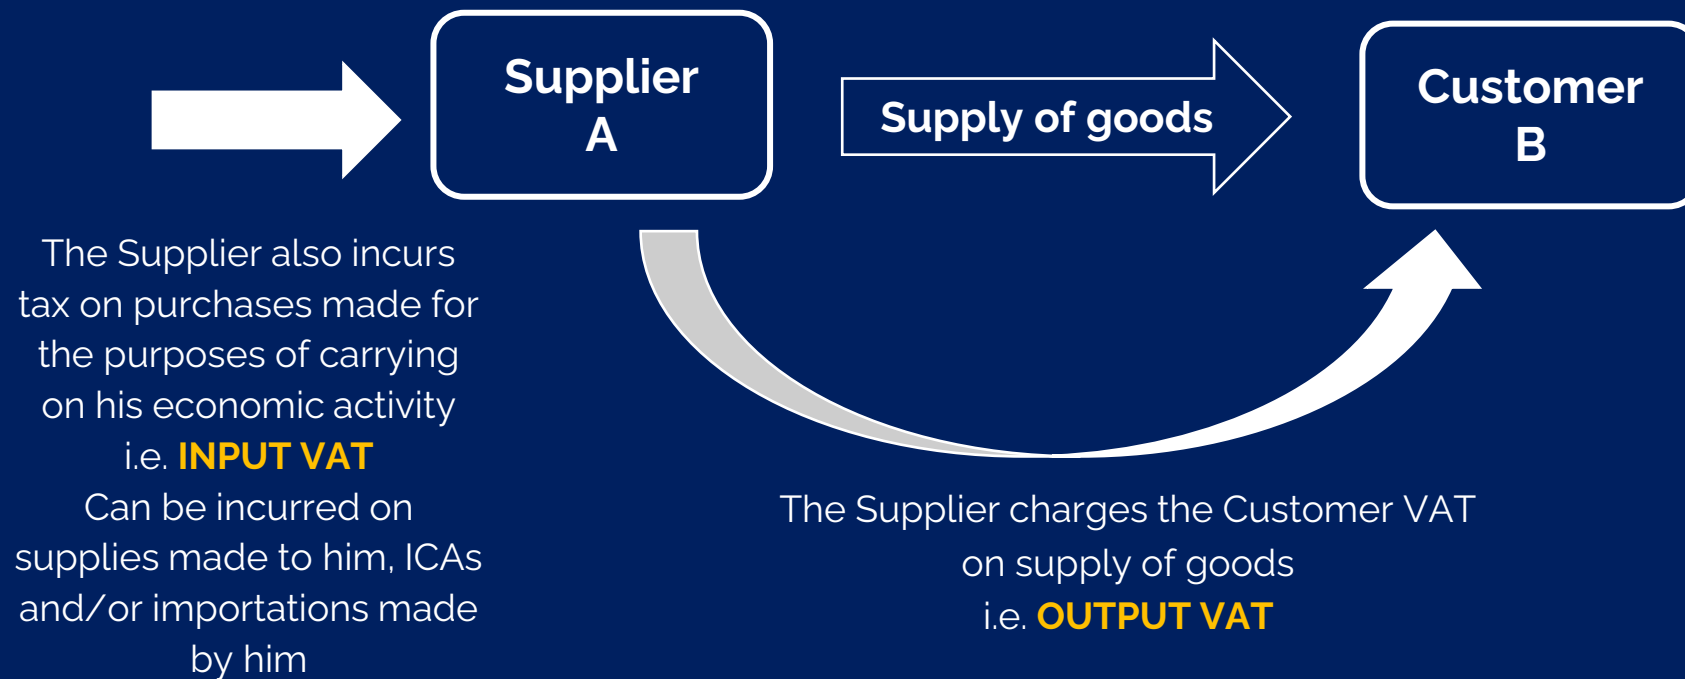 Supplier
A
Supply of goods
Customer
B
The Supplier also incurs
tax on purchases made for
the purposes of carrying
on his economic activity
i.e. INPUT VAT
Can be incurred on
supplies made to him, ICAs
and/or importations made
by him
The Supplier charges the Customer VAT
on supply of goods
i.e. OUTPUT VAT